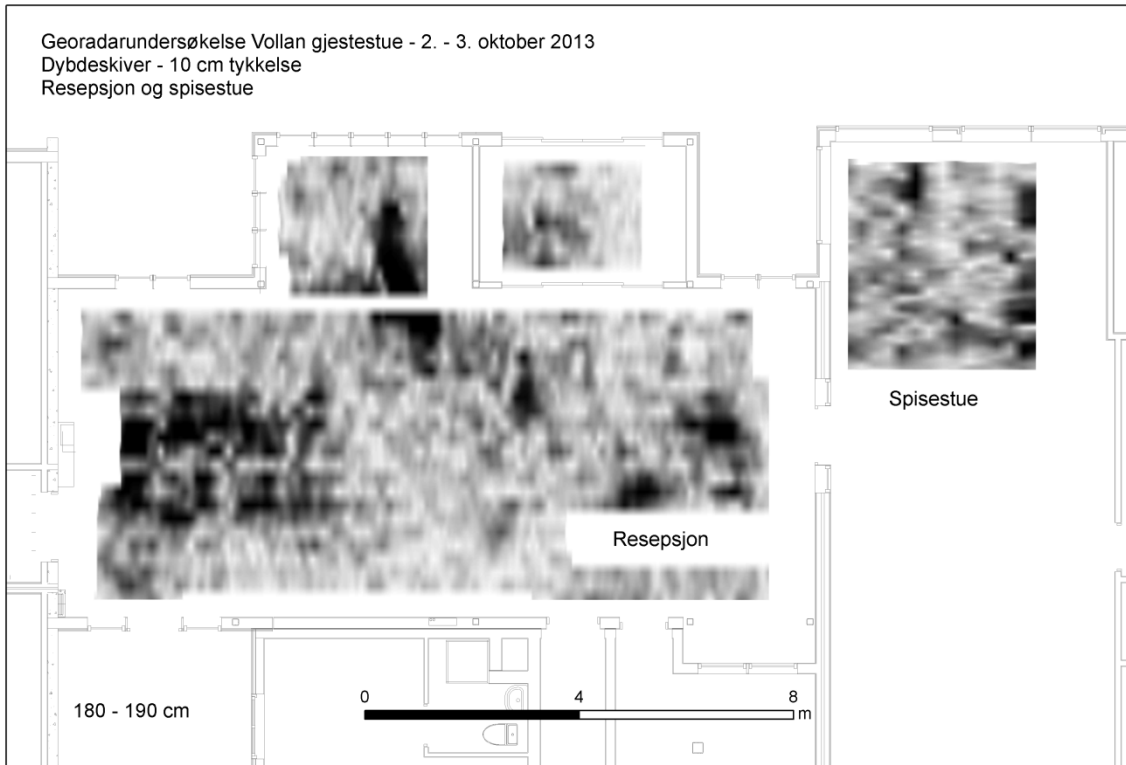 Georadarundersøkelse Vollan gjestestue - 2. - 3. oktober 2013
Dybdeskiver - 10 cm tykkelse
Resepsjon og spisestue
Spisestue
Resepsjon
180 - 190 cm
0 4 8
m